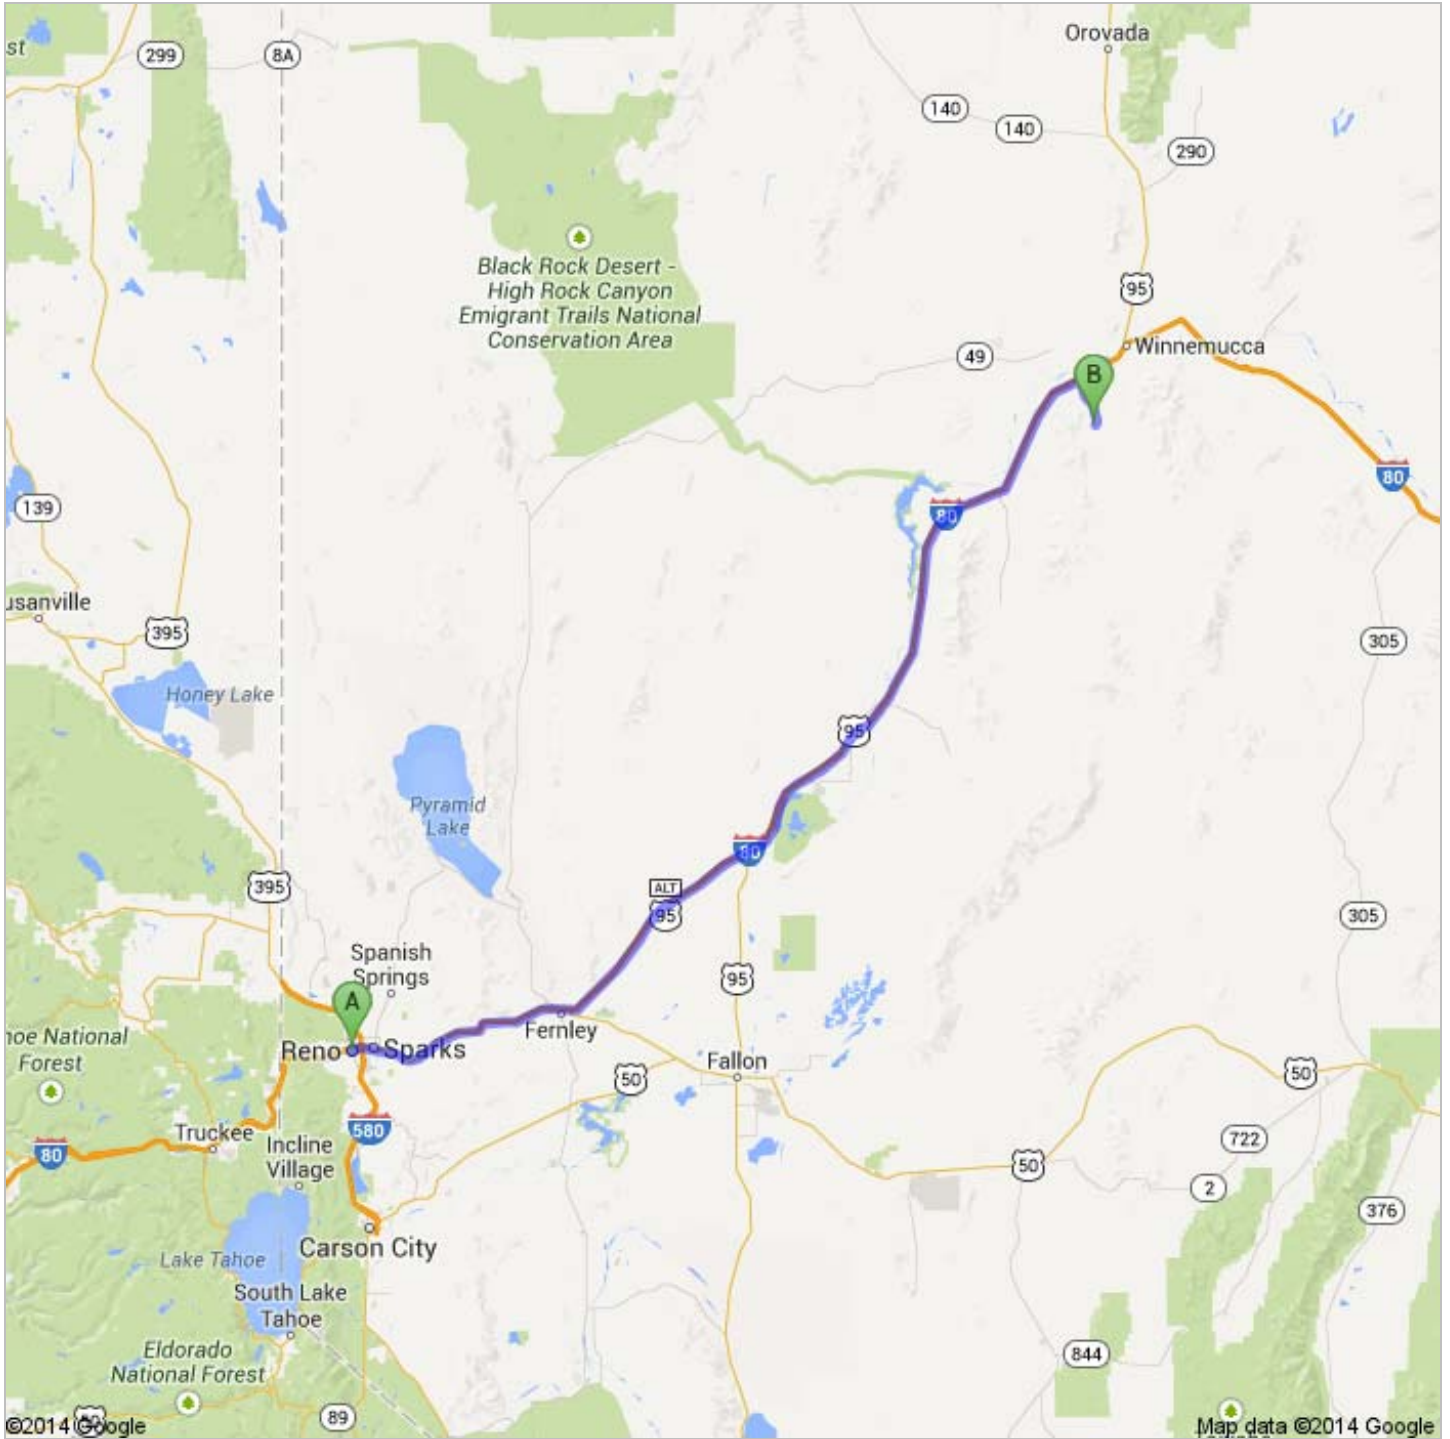 Orovada
st
299
8A
140
140
290
Black Rock Desert -
High Rock Canyon
Emigrant Trails National
Conservation Area
95
49
Winnemucca
B
80
139
80
usanville
395
305
Honey Lake
95
Pyramid
Lake
80
395
ALT
95
305
Spanish
Springs
95
A
Fernley
hoe National
Forest
Reno
Sparks
Fallon
50
50
580
Truckee
Incline
Village
80
722
50
2
376
Carson City
Lake Tahoe
South Lake
Tahoe
Eldorado
National Forest
844
89
©2014 Google
Map data ©2014 Google